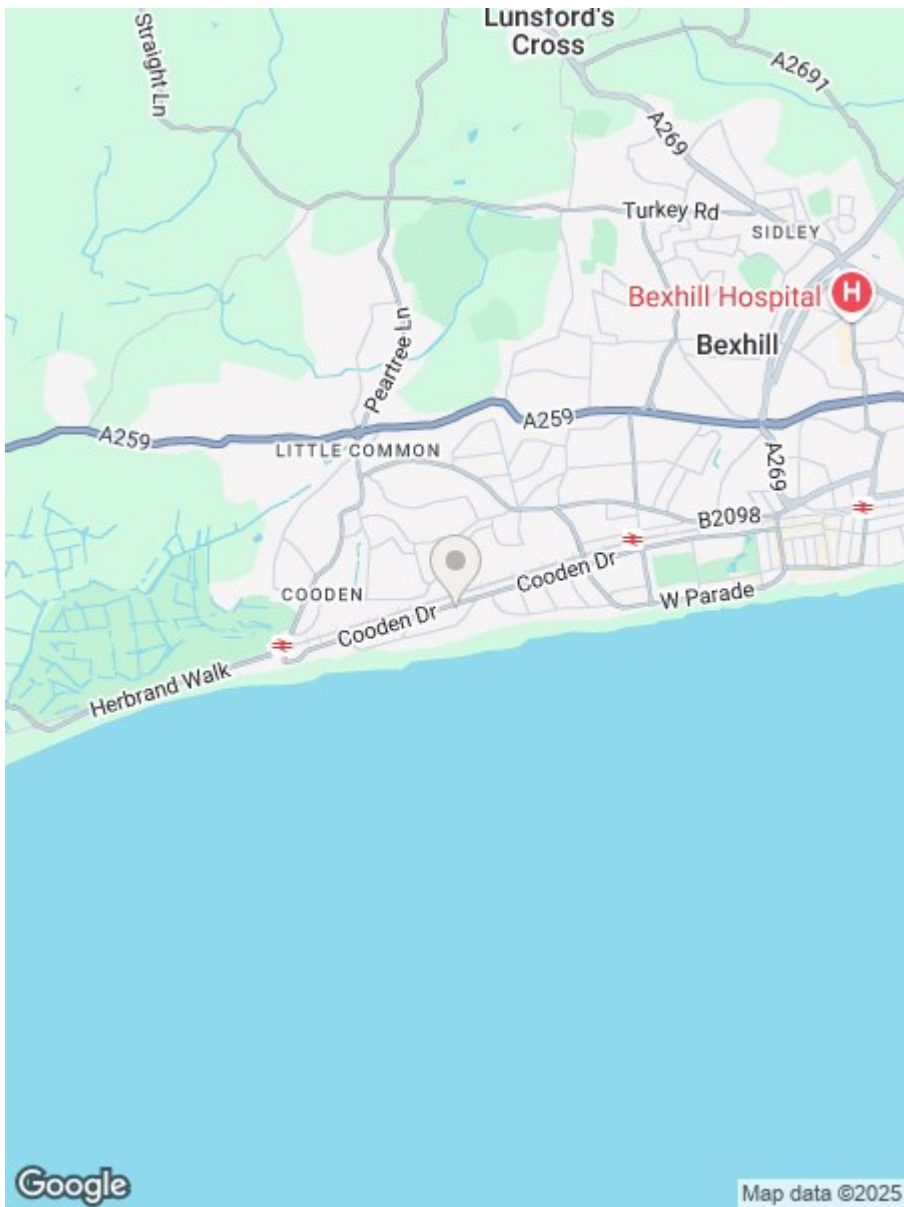 Lunsford's
Cross
Straight Ln
A2691
A269
Turkey Rd
SIDLEY
Bexhill Hospital H
Bexhill
Peartree Ln
A259
A259
LITTLE COMMON
A269
B2098
Cooden Dr
COODEN
W Parade
Cooden Dr
Herbrand Walk
Google
Map data ©2025